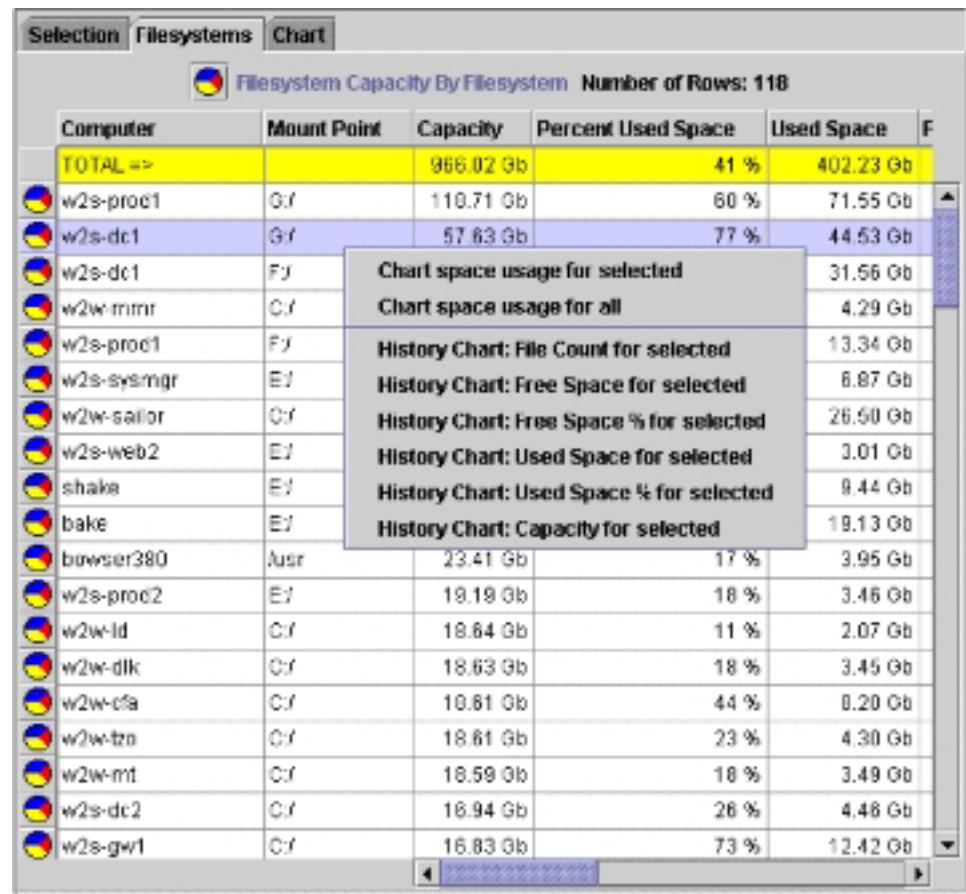 Selection Filesystems Chart
Filesystem Capacity By Filesystem Number of Rows: 118
Computer Mount Point Capacity Percent Used Space Used Space F
TOTAL => 966.02 Gb 41 % 402.23 Gb
w2s-prod1 G:/ 118.71 Gb 60 % 71.55 Gb
w2s-dc1 G:/ 57.63 Gb 77 % 44.53 Gb
w2s-dc1 F:/ 31.56 Gb
w2w-mmr C:/ 4.29 Gb
w2s-prod1 F:/ 13.34 Gb
w2s-sysmgr E:/ 6.87 Gb
w2w-sailor C:/ 26.50 Gb
w2s-web2 E:/ 3.01 Gb
shake E:/ 9.44 Gb
bake E:/ 19.13 Gb
Chart space usage for selected
Chart space usage for all
History Chart: File Count for selected
History Chart: Free Space for selected
History Chart: Free Space % for selected
History Chart: Used Space for selected
History Chart: Used Space % for selected
History Chart: Capacity for selected
bowser380 /usr 23.41 Gb 17 % 3.95 Gb
w2s-prod2 E:/ 19.19 Gb 18 % 3.46 Gb
w2w-ld C:/ 18.64 Gb 11 % 2.07 Gb
w2w-dlk C:/ 18.63 Gb 18 % 3.45 Gb
w2w-cfa C:/ 18.61 Gb 44 % 8.20 Gb
w2w-tzo C:/ 18.61 Gb 23 % 4.30 Gb
w2w-mt C:/ 18.59 Gb 18 % 3.49 Gb
w2s-dc2 C:/ 16.94 Gb 26 % 4.46 Gb
w2s-gw1 C:/ 16.83 Gb 73 % 12.42 Gb